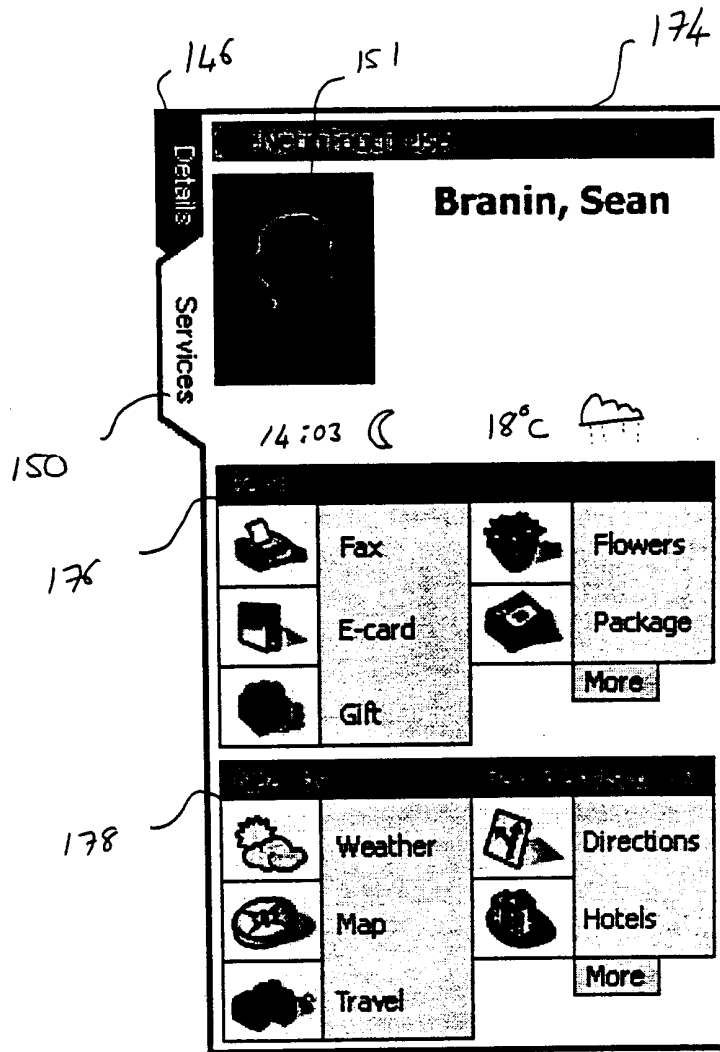 146
151
174
Details
Branin, Sean
Services
150
14:03
18°C
176
Fax
Flowers
E-card
Package
Gift
More
178
Weather
Directions
Map
Hotels
Travel
More